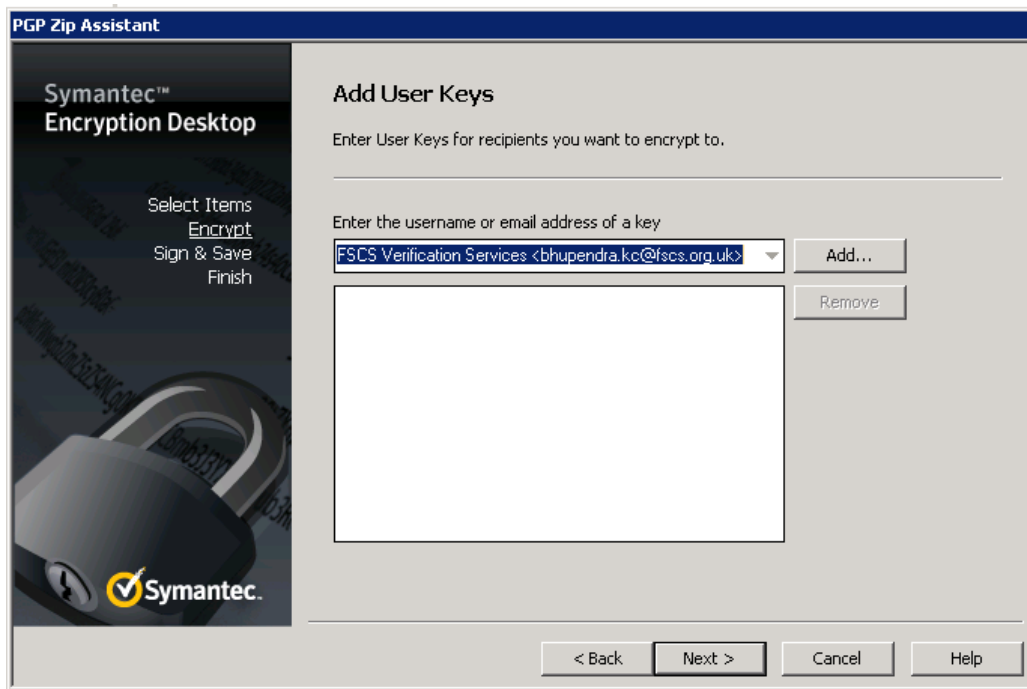 PGP Zip Assistant
Symantec™
Encryption Desktop
Select Items
Encrypt
Sign & Save
Finish
Symantec.
Add User Keys
Enter User Keys for recipients you want to encrypt to.
Enter the username or email address of a key
FSCS Verification Services <bhupendra.kc@fscs.org.uk>
Add...
Remove
< Back
Next >
Cancel
Help